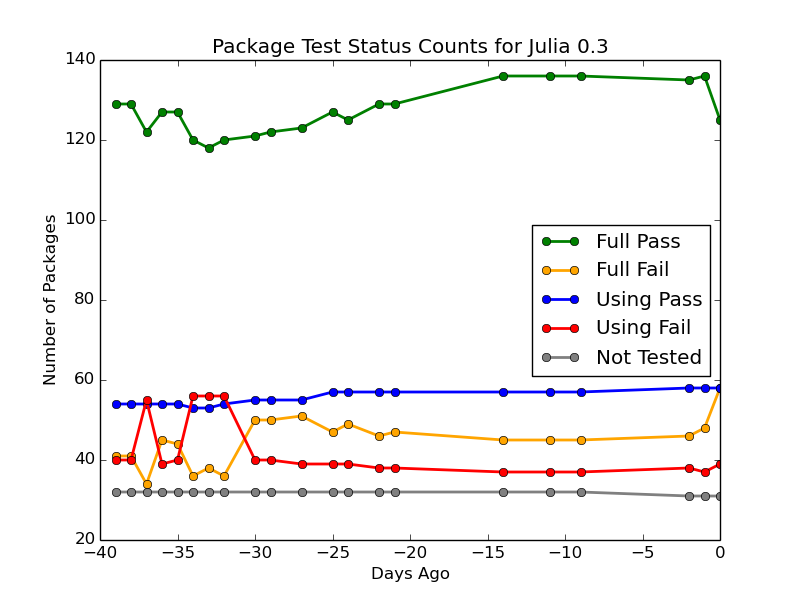 Package Test Status Counts for Julia 0.3
Number of Packages
140
120
100
80
60
40
20
Full Pass
Full Fail
Using Pass
Using Fail
Not Tested
−40 −35 −30 −25 −20 −15 −10 −5 0
Days Ago